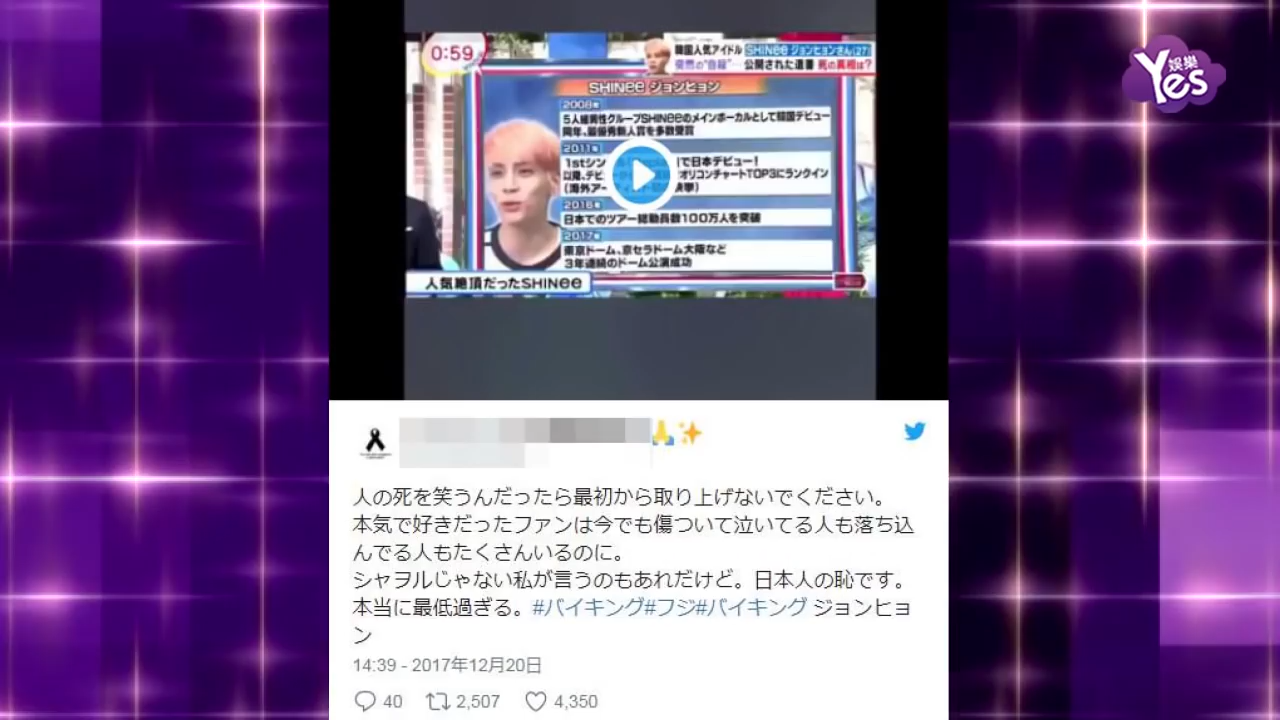 0:59
韓国人気アイドル SHINee ジョンヒョンさん(27)
突然の"自殺"… 公開された遺書 死の真相は?
Yes
娛樂
SHINee ジョンヒョン
2008年
5人組男性グループSHINeeのメインボーカルとして韓国デビュー
同年、最優秀新人賞を多数受賞
2011年
1stシン で日本デビュー!
以降、デビ オリコンチャートTOP3にランクイン
(海外アー 快挙)
2016年
日本でのツアー総動員数100万人を突破
2017年
東京ドーム、京セラドーム大阪など
3年連続のドーム公演成功
人気絶頂だったSHINee
人の死を笑うんだったら最初から取り上げないでください。
本気で好きだったファンは今でも傷ついて泣いてる人も落ち込
んでる人もたくさんいるのに。
シャヲルじゃない私が言うのもあれだけど。日本人の恥です。
本当に最低過ぎる。#バイキング#フジ#バイキング ジョンヒョ
ン
14:39 - 2017年12月20日
40 2,507 4,350